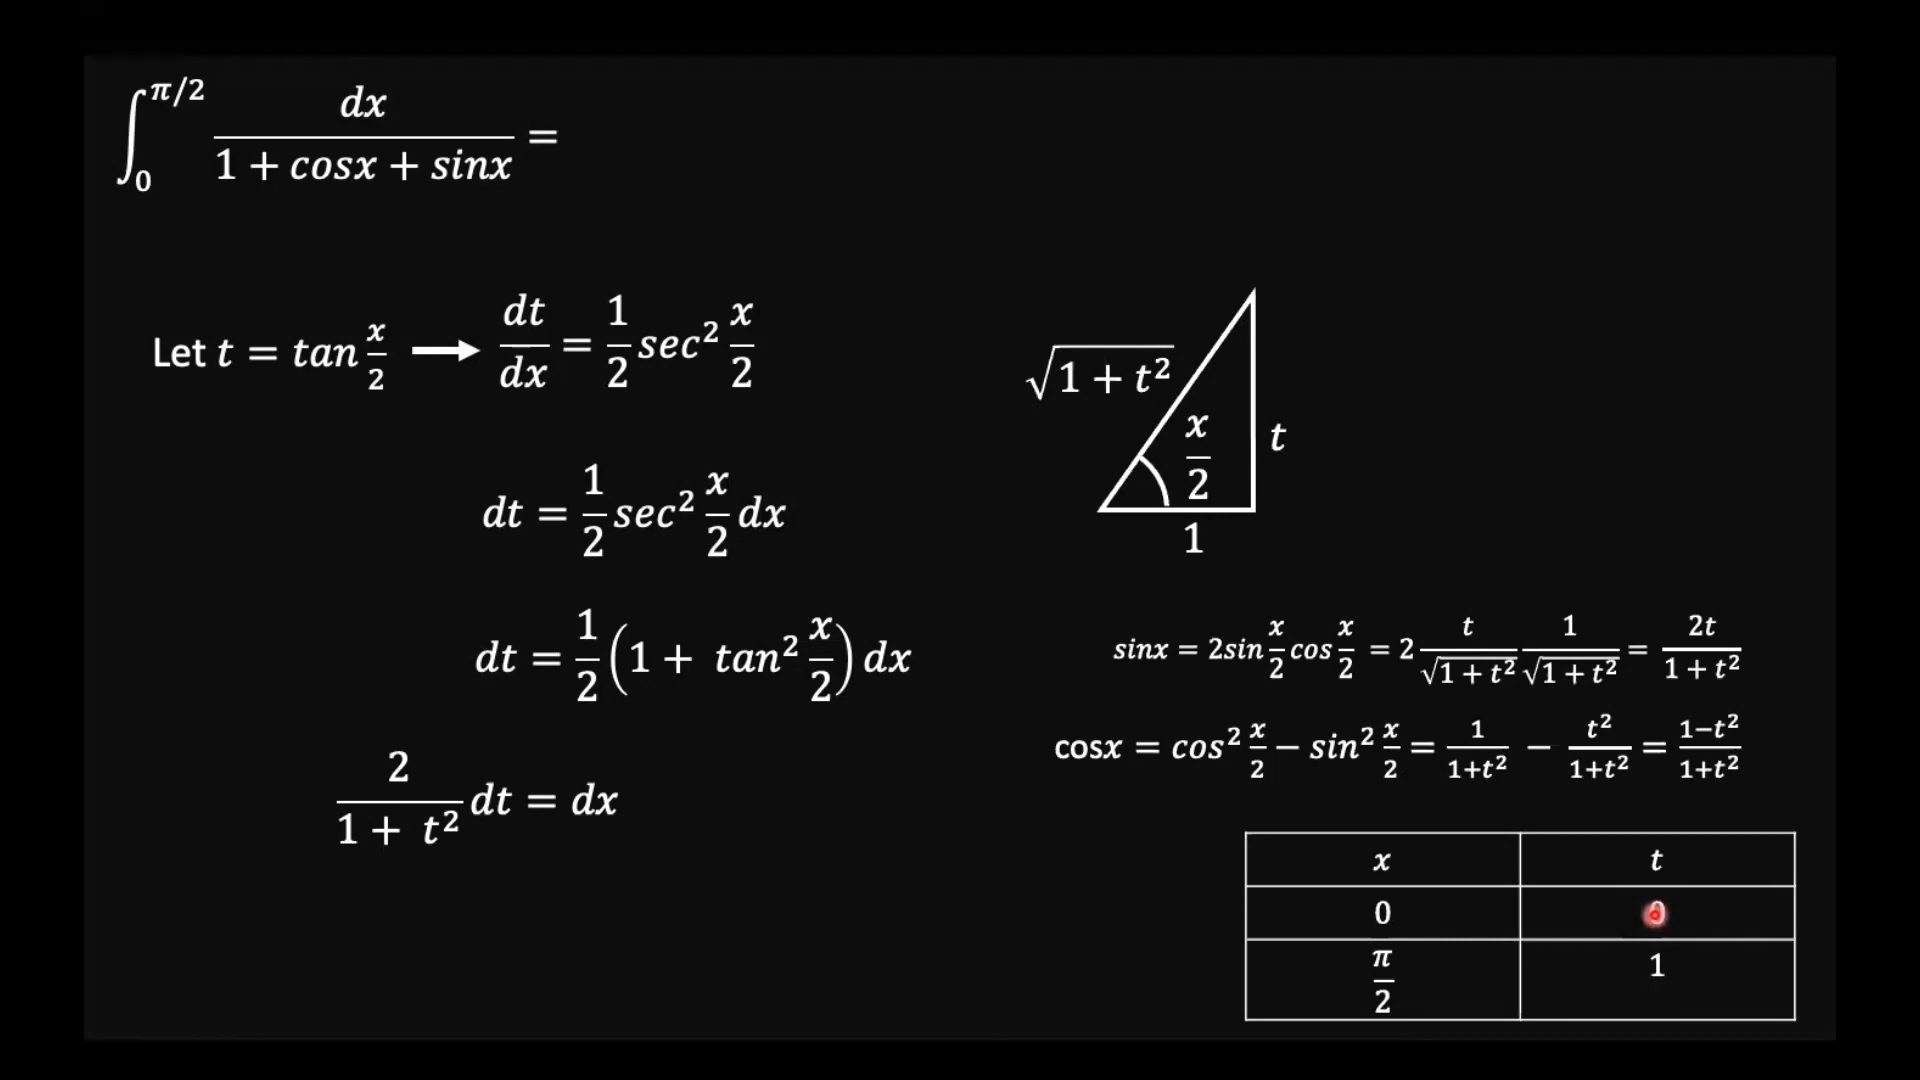 ∫₀^{π/2} dx / (1 + cosx + sinx) =
Let t = tan x/2 → dt/dx = 1/2 sec² x/2
dt = 1/2 sec² x/2 dx
dt = 1/2 (1 + tan² x/2) dx
2/(1 + t²) dt = dx
√(1 + t²)
x/2
t
1
sinx = 2sin x/2 cos x/2 = 2 t/√(1 + t²) 1/√(1 + t²) = 2t/(1 + t²)
cosx = cos² x/2 − sin² x/2 = 1/(1+t²) − t²/(1+t²) = (1−t²)/(1+t²)
x t
0 0
π/2 1